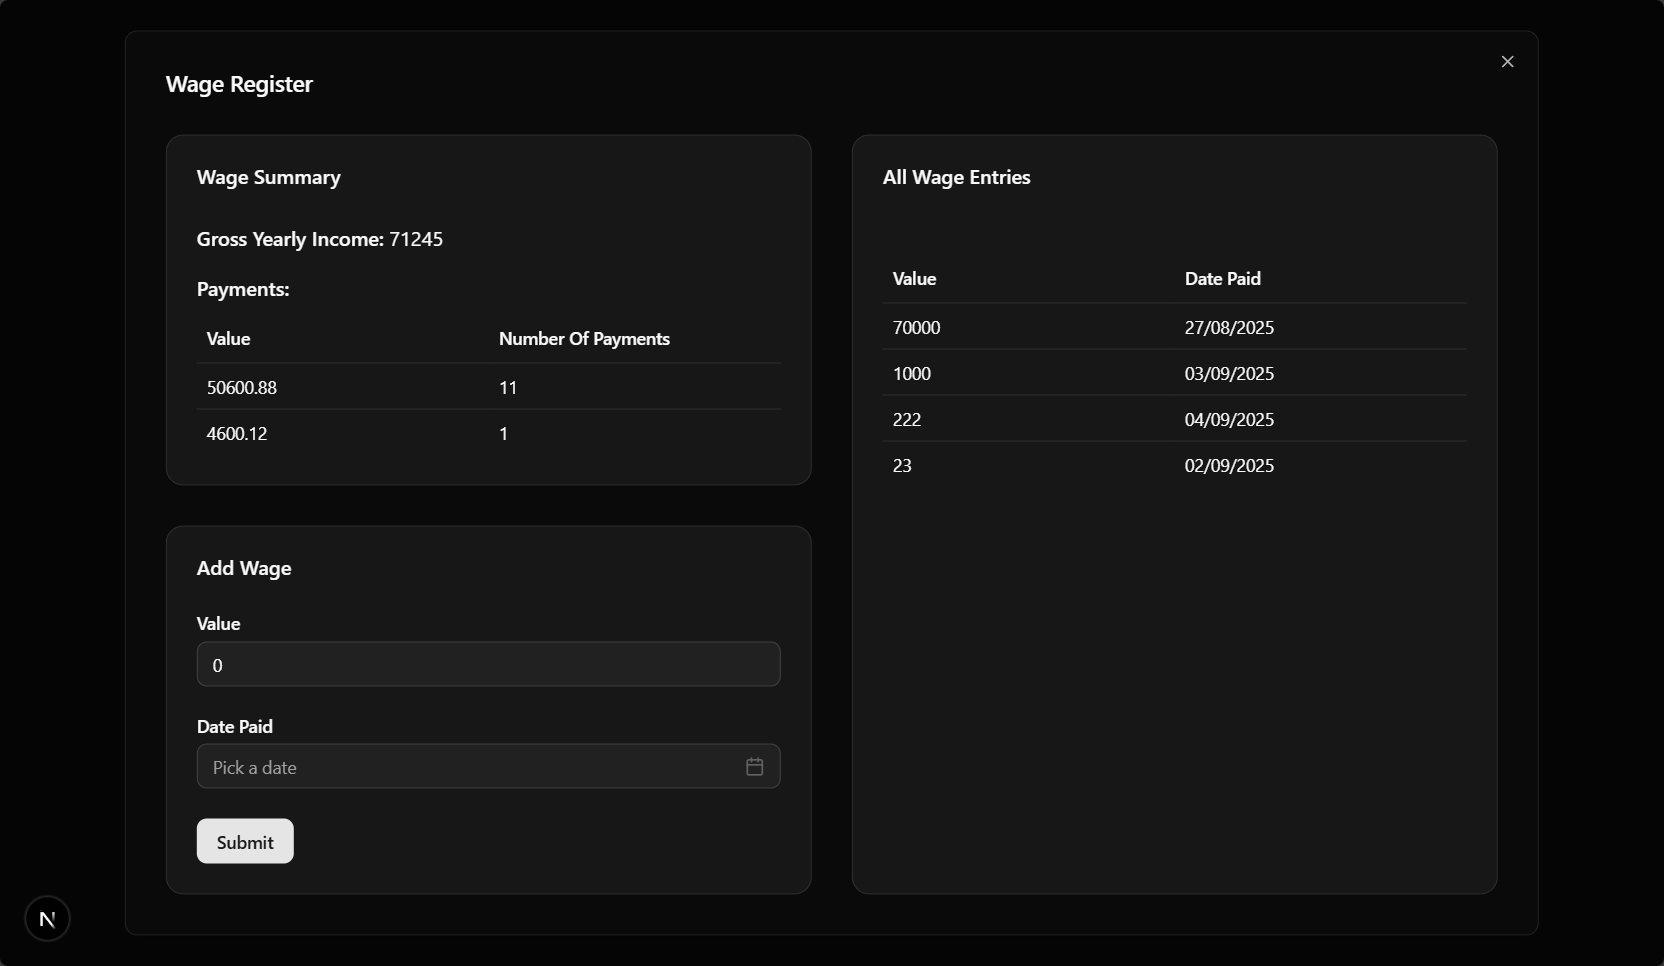 Wage Register
Wage Summary
Gross Yearly Income: 71245
Payments:
Value Number Of Payments
50600.88 11
4600.12 1
Add Wage
Value
0
Date Paid
Pick a date
Submit
All Wage Entries
Value Date Paid
70000 27/08/2025
1000 03/09/2025
222 04/09/2025
23 02/09/2025
N